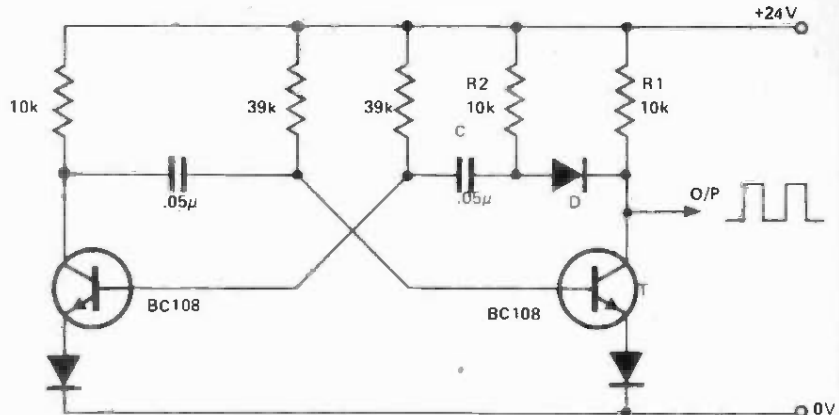 +24V
10k
39k
39k
R2
10k
R1
10k
C
.05µ
.05µ
D
O/P
BC108
BC108
T
0V